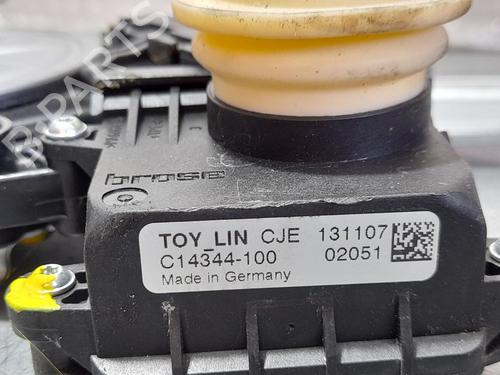 brose
TOY_LIN CJE 131107
C14344-100 02051
Made in Germany